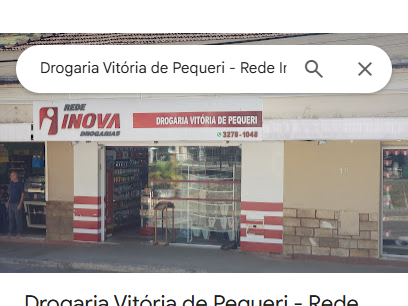 Drogaria Vitória de Pequeri - Rede In
REDE
INOVA
DROGARIAS
DROGARIA VITÓRIA DE PEQUERI
3278-1048
Drogaria Vitória de Pequeri - Rede